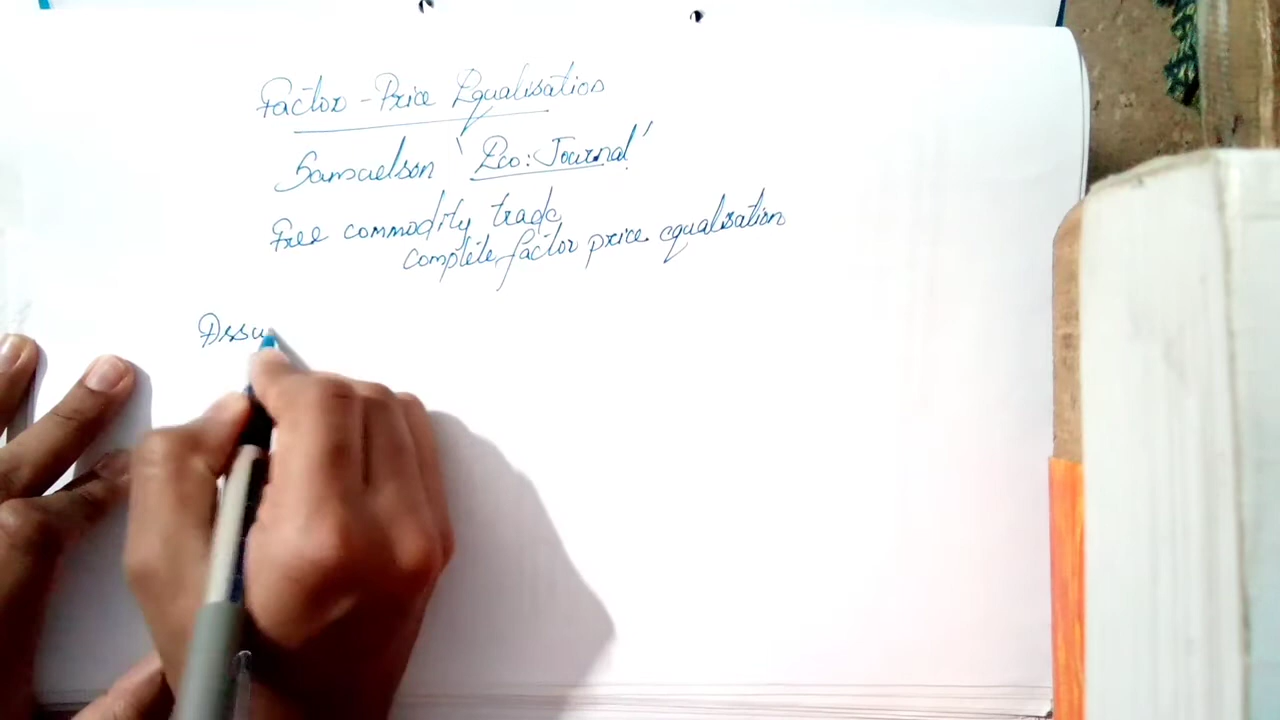 Factor - Price Equalisation
Samuelson 'Eco: Journal'
Free commodity trade
complete factor price equalisation
Assu